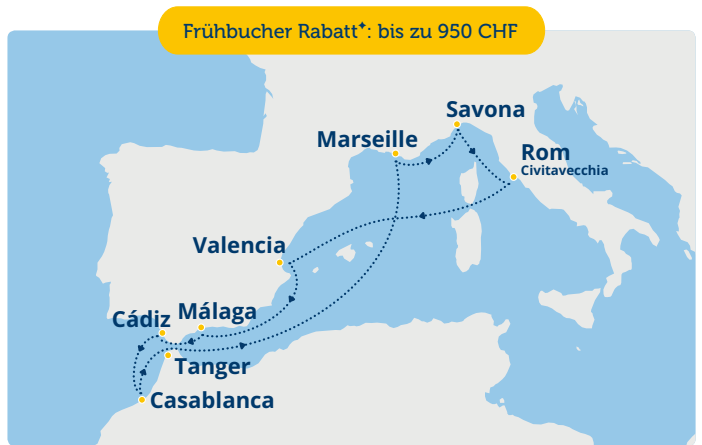 Frühbucher Rabatt✦: bis zu 950 CHF
Savona
Marseille
Rom
Civitavecchia
Valencia
Málaga
Cádiz
Tanger
Casablanca